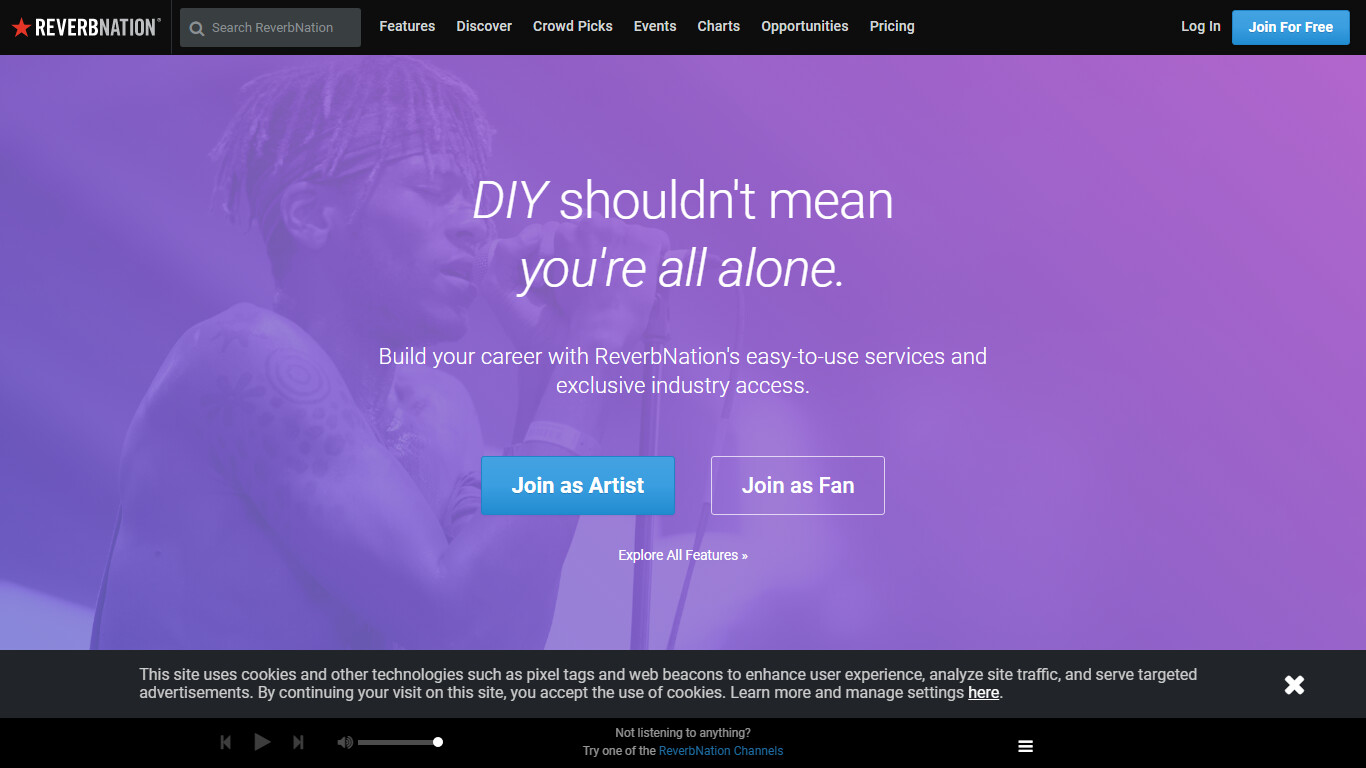 REVERBNATION
Search ReverbNation
Features
Discover
Crowd Picks
Events
Charts
Opportunities
Pricing
Log In
Join For Free
DIY shouldn't mean
you're all alone.
Build your career with ReverbNation's easy-to-use services and
exclusive industry access.
Join as Artist
Join as Fan
Explore All Features »
This site uses cookies and other technologies such as pixel tags and web beacons to enhance user experience, analyze site traffic, and serve targeted
advertisements. By continuing your visit on this site, you accept the use of cookies. Learn more and manage settings here.
Not listening to anything?
Try one of the ReverbNation Channels